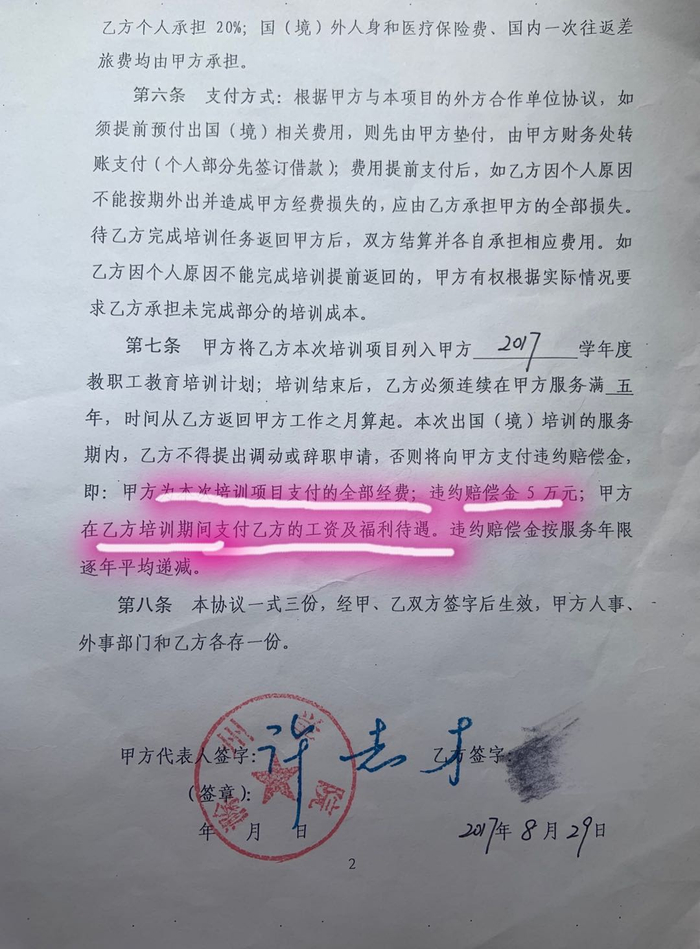 乙方个人承担 20%；国（境）外人身和医疗保险费、国内一次往返差
旅费均由甲方承担。
第六条 支付方式：根据甲方与本项目的外方合作单位协议，如
须提前预付出国（境）相关费用，则先由甲方垫付，由甲方财务处转
账支付（个人部分先签订借款）；费用提前支付后，如乙方因个人原因
不能按期外出并造成甲方经费损失的，应由乙方承担甲方的全部损失。
待乙方完成培训任务返回甲方后，双方结算并各自承担相应费用。如
乙方因个人原因不能完成培训提前返回的，甲方有权根据实际情况要
求乙方承担未完成部分的培训成本。
第七条 甲方将乙方本次培训项目列入甲方 2017 学年度
教职工教育培训计划；培训结束后，乙方必须连续在甲方服务满 五
年，时间从乙方返回甲方工作之月算起。本次出国（境）培训的服务
期内，乙方不得提出调动或辞职申请，否则将向甲方支付违约赔偿金，
即：甲方为本次培训项目支付的全部经费；违约赔偿金 5 万元；甲方
在乙方培训期间支付乙方的工资及福利待遇。违约赔偿金按服务年限
逐年平均递减。
第八条 本协议一式三份，经甲、乙双方签字后生效，甲方人事、
外事部门和乙方各存一份。
甲方代表人签字：许志才 乙方签字：
（签章）：
年 月 日 2017年 8 月 29日
2